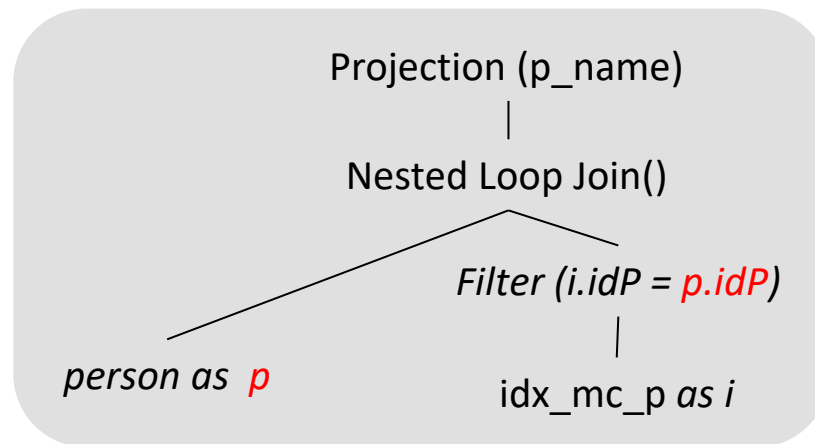 Projection (p_name)
Nested Loop Join()
Filter (i.idP = p.idP)
person as p
idx_mc_p as i